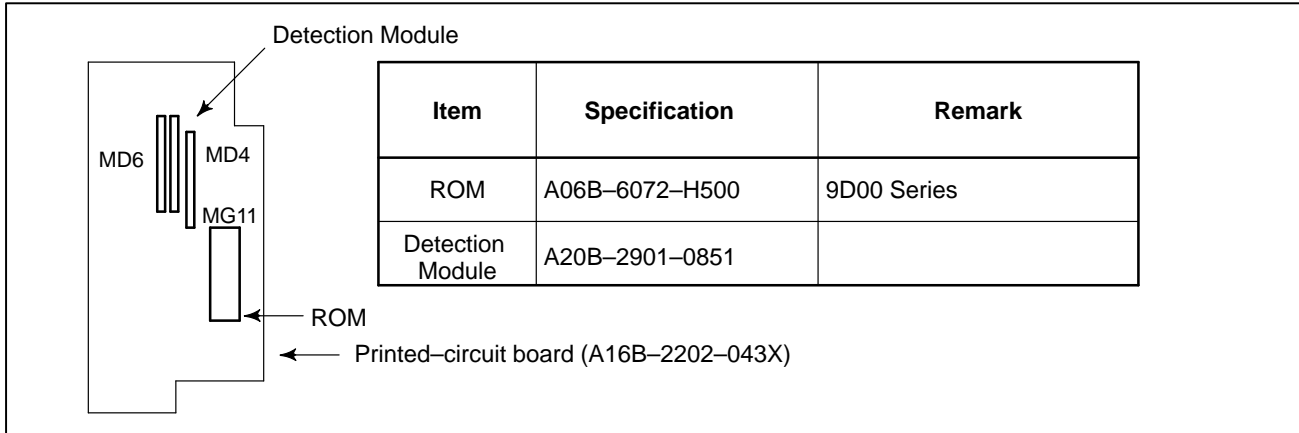 Detection Module
MD6
MD4
MG11
ROM
Printed–circuit board (A16B–2202–043X)
Item Specification Remark
ROM A06B–6072–H500 9D00 Series
Detection
Module A20B–2901–0851